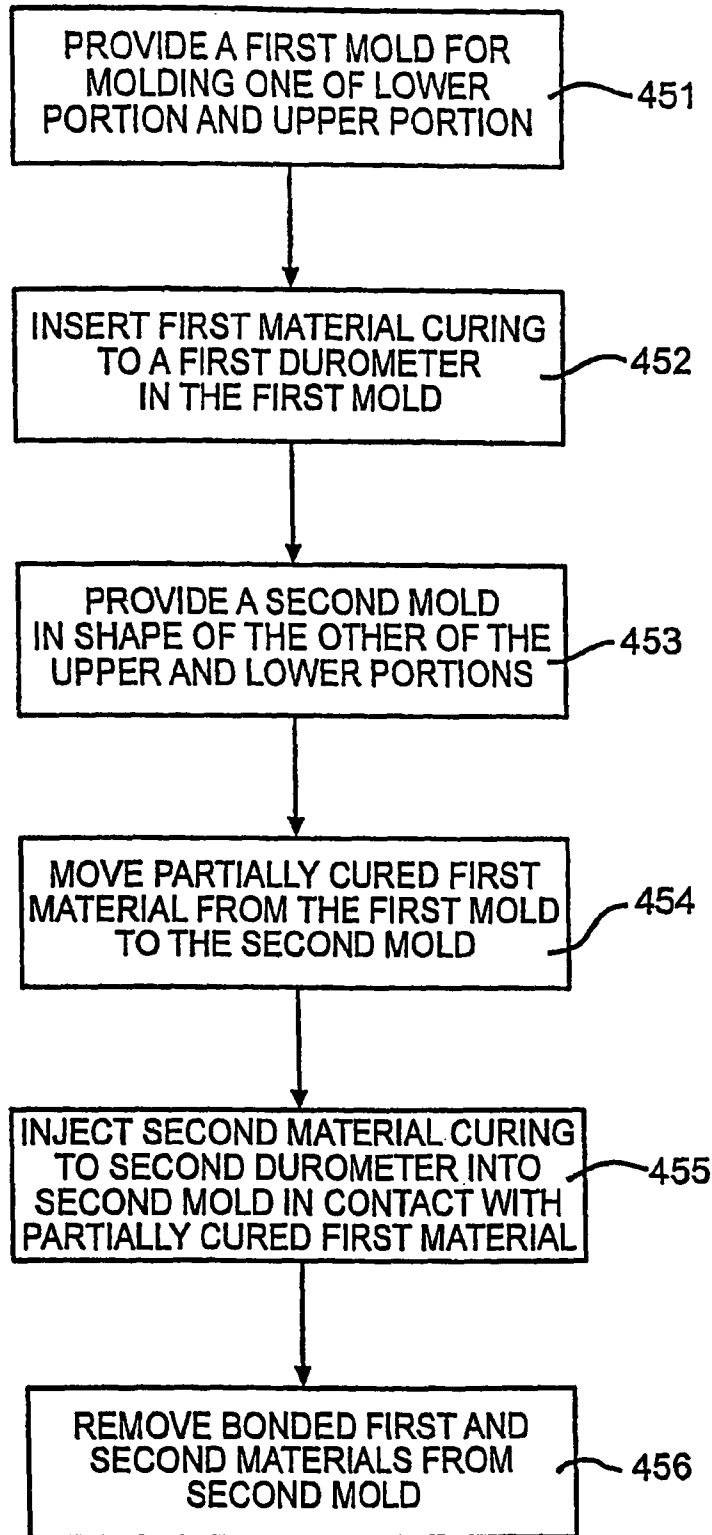 PROVIDE A FIRST MOLD FOR
MOLDING ONE OF LOWER
PORTION AND UPPER PORTION
451
INSERT FIRST MATERIAL CURING
TO A FIRST DUROMETER
IN THE FIRST MOLD
452
PROVIDE A SECOND MOLD
IN SHAPE OF THE OTHER OF THE
UPPER AND LOWER PORTIONS
453
MOVE PARTIALLY CURED FIRST
MATERIAL FROM THE FIRST MOLD
TO THE SECOND MOLD
454
INJECT SECOND MATERIAL CURING
TO SECOND DUROMETER INTO
SECOND MOLD IN CONTACT WITH
PARTIALLY CURED FIRST MATERIAL
455
REMOVE BONDED FIRST AND
SECOND MATERIALS FROM
SECOND MOLD
456